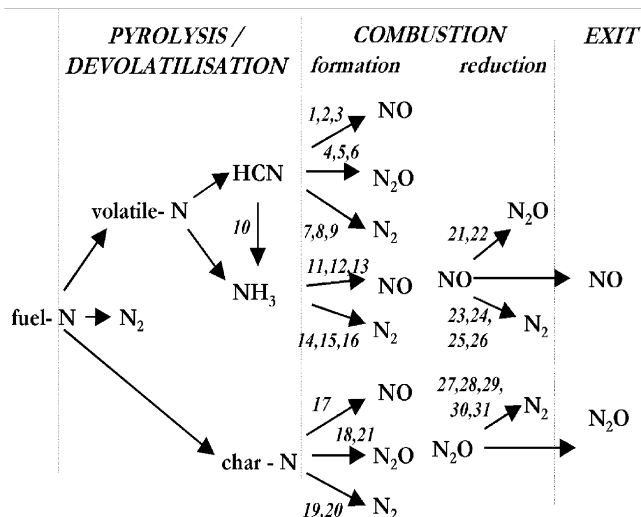 PYROLYSIS / COMBUSTION EXIT
DEVOLATILISATION formation reduction
1,2,3 NO
4,5,6
HCN N₂O
volatile- N N₂O
10 7,8,9 N₂ 21,22
11,12,13
NH₃ NO NO NO
fuel- N N₂ 14,15,16 N₂ 23,24, N₂
25,26
17 NO 27,28,29, N₂
30,31
18,21 N₂O
char - N N₂O N₂O
19,20 N₂